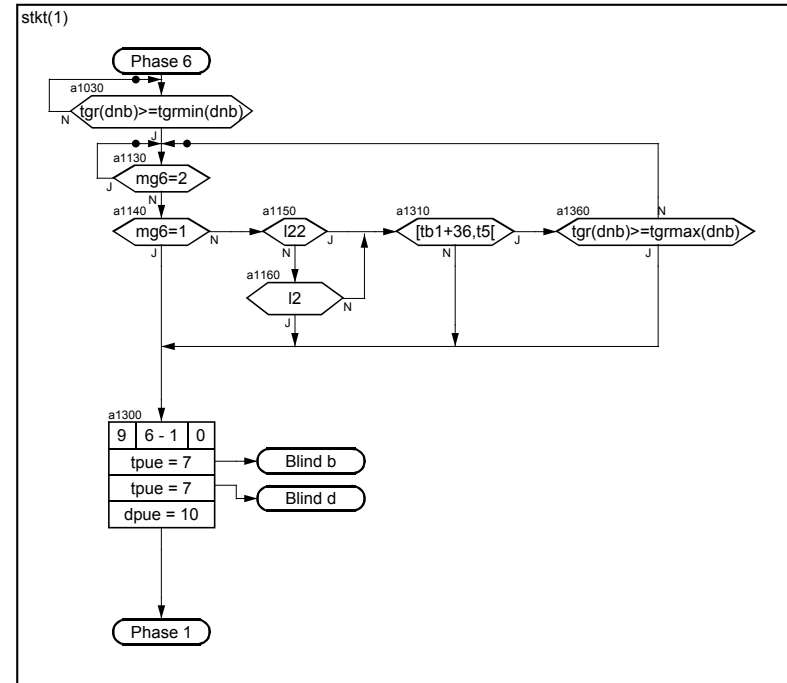 stkt(1)
Phase 6
a1030
tgr(dnb)>=tgrmin(dnb)
N
J
a1130
mg6=2
J
N
a1140
mg6=1
N
J
a1150
l22
J
N
a1160
l2
N
J
a1310
[tb1+36,t5[
J
N
a1360
N
tgr(dnb)>=tgrmax(dnb)
J
a1300
9 6 - 1 0
tpue = 7
Blind b
tpue = 7
Blind d
dpue = 10
Phase 1